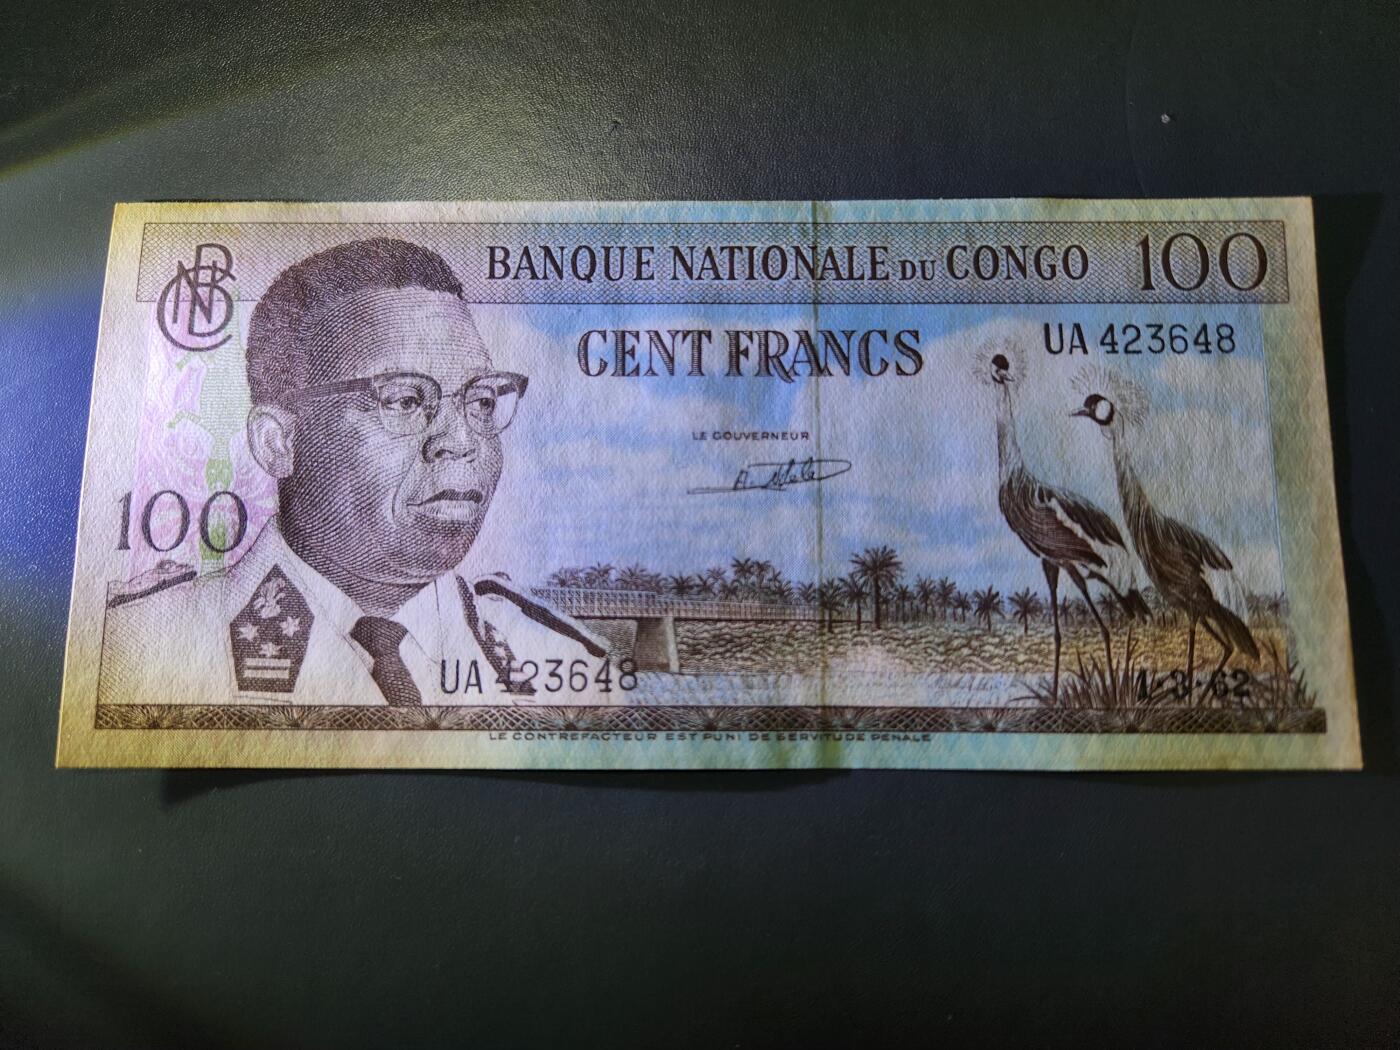 BNC
BANQUE NATIONALE DU CONGO
100
CENT FRANCS
UA 423648
LE GOUVERNEUR
100
UA 423648
1·3·62
LE CONTREFACTEUR EST PUNI DE SERVITUDE PENALE